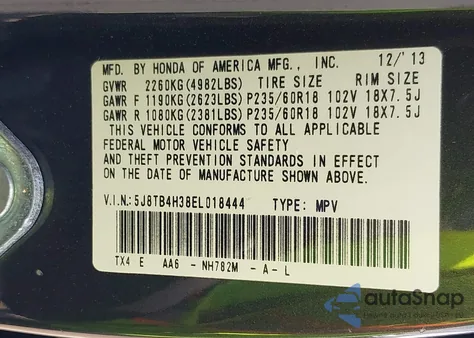 MFD. BY HONDA OF AMERICA MFG., INC. 12/'13
GVWR 2260KG(4982LBS) TIRE SIZE RIM SIZE
GAWR F 1190KG(2623LBS) P235/60R18 102V 18X7.5J
GAWR R 1080KG(2381LBS) P235/60R18 102V 18X7.5J
THIS VEHICLE CONFORMS TO ALL APPLICABLE
FEDERAL MOTOR VEHICLE SAFETY
AND THEFT PREVENTION STANDARDS IN EFFECT
ON THE DATE OF MANUFACTURE SHOWN ABOVE.
V.I.N.: 5J8TB4H38EL018444 TYPE: MPV
TX4 E AA6 - NH782M - A - L
autoSnap